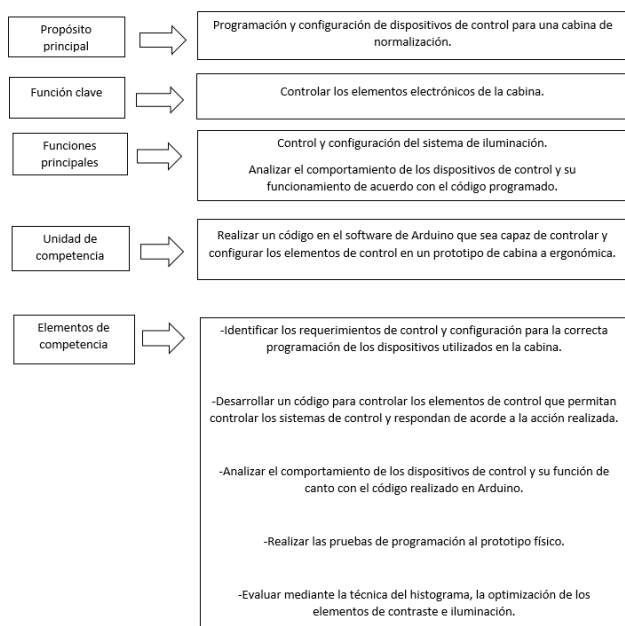 Propósito
principal
Programación y configuración de dispositivos de control para una cabina de
normalización.
Función clave
Controlar los elementos electrónicos de la cabina.
Funciones
principales
Control y configuración del sistema de iluminación.
Analizar el comportamiento de los dispositivos de control y su
funcionamiento de acuerdo con el código programado.
Unidad de
competencia
Realizar un código en el software de Arduino que sea capaz de controlar y
configurar los elementos de control en un prototipo de cabina a ergonómica.
Elementos de
competencia
-Identificar los requerimientos de control y configuración para la correcta
programación de los dispositivos utilizados en la cabina.
-Desarrollar un código para controlar los elementos de control que permitan
controlar los sistemas de control y respondan de acorde a la acción realizada.
-Analizar el comportamiento de los dispositivos de control y su función de
canto con el código realizado en Arduino.
-Realizar las pruebas de programación al prototipo físico.
-Evaluar mediante la técnica del histograma, la optimización de los
elementos de contraste e iluminación.